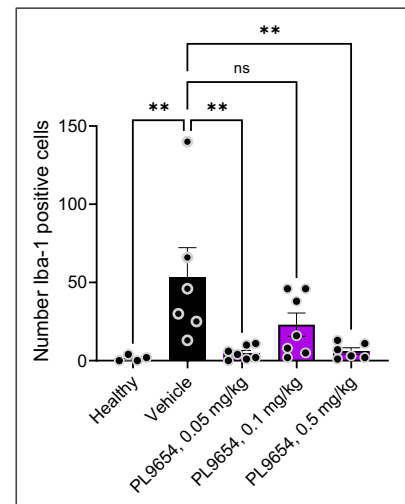 **
ns
** **
150
100
50
0
Number Iba-1 positive cells
Healthy
Vehicle
PL9654, 0.05 mg/kg
PL9654, 0.1 mg/kg
PL9654, 0.5 mg/kg